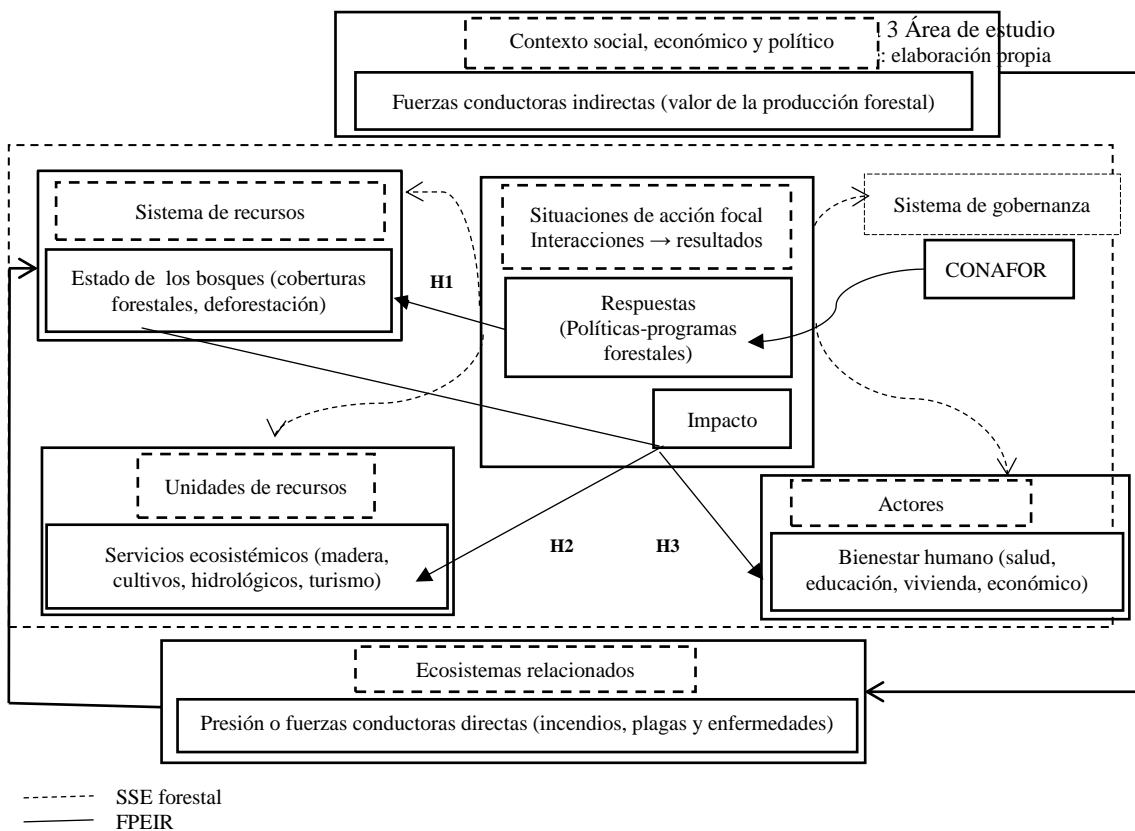 Contexto social, económico y político
3 Área de estudio
: elaboración propia
Fuerzas conductoras indirectas (valor de la producción forestal)
Sistema de recursos
Estado de los bosques (coberturas
forestales, deforestación)
H1
Situaciones de acción focal
Interacciones → resultados
Respuestas
(Políticas-programas
forestales)
Impacto
Sistema de gobernanza
CONAFOR
Unidades de recursos
Servicios ecosistémicos (madera,
cultivos, hidrológicos, turismo)
H2
H3
Actores
Bienestar humano (salud,
educación, vivienda, económico)
Ecosistemas relacionados
Presión o fuerzas conductoras directas (incendios, plagas y enfermedades)
SSE forestal
FPEIR